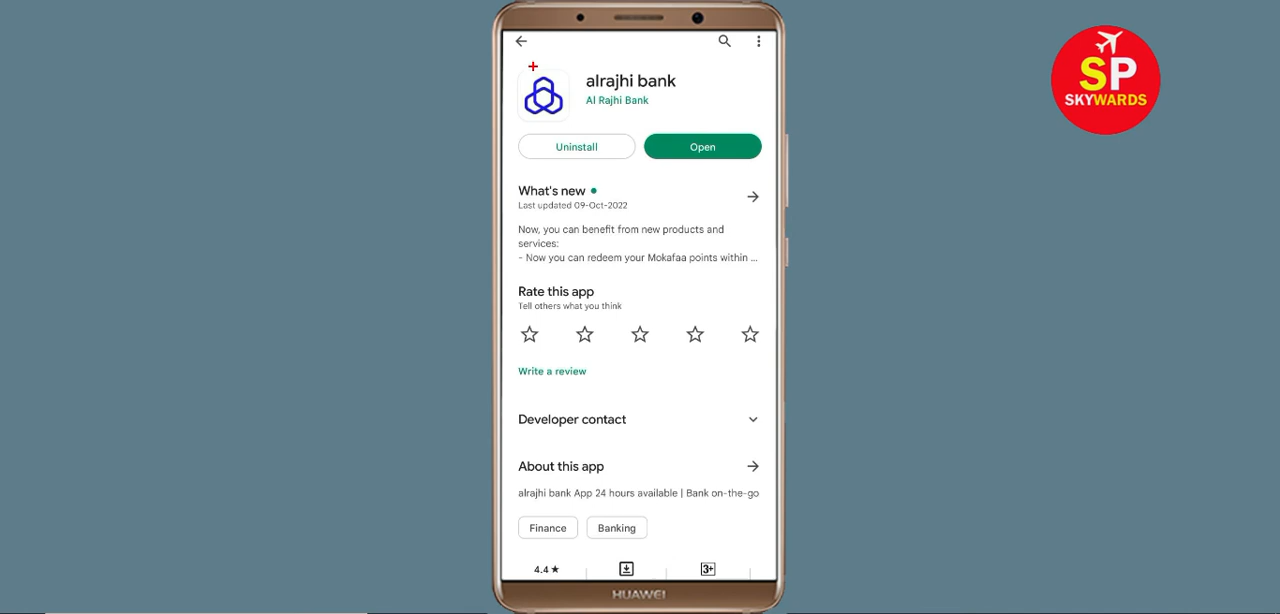 alrajhi bank
Al Rajhi Bank
Uninstall
Open
What's new
Last updated 09-Oct-2022
Now, you can benefit from new products and
services:
- Now you can redeem your Mokafaa points within ...
Rate this app
Tell others what you think
Write a review
Developer contact
About this app
alrajhi bank App 24 hours available | Bank on-the-go
Finance
Banking
4.4★
3+
HUAWEI
SP
SKYWARDS